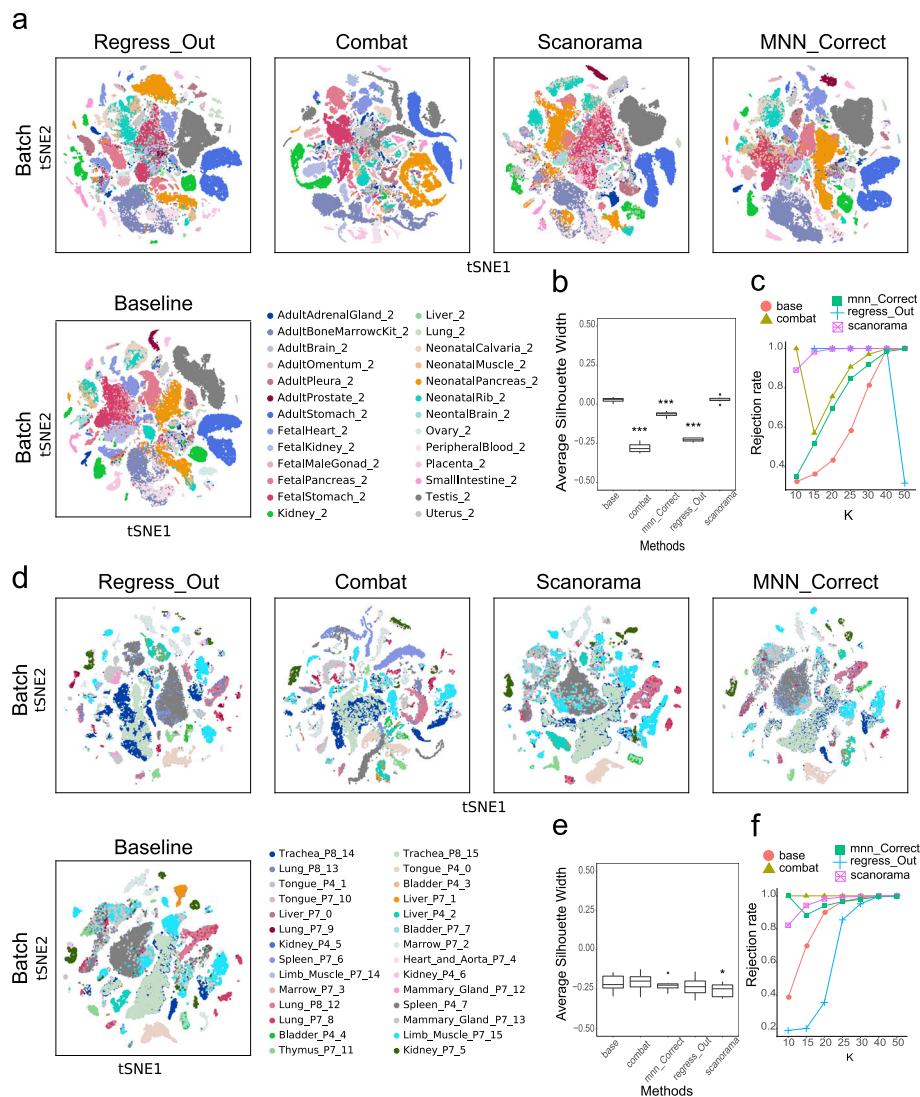 a
Regress_Out
Combat
Scanorama
MNN_Correct
Batch
tSNE2
tSNE1
Baseline
Batch
tSNE2
tSNE1
AdultAdrenalGland_2
AdultBoneMarrowcKit_2
AdultBrain_2
AdultOmentum_2
AdultPleura_2
AdultProstate_2
AdultStomach_2
FetalHeart_2
FetalKidney_2
FetalMaleGonad_2
FetalPancreas_2
FetalStomach_2
Kidney_2
Liver_2
Lung_2
NeonatalCalvaria_2
NeonatalMuscle_2
NeonatalPancreas_2
NeonatalRib_2
NeontalBrain_2
Ovary_2
PeripheralBlood_2
Placenta_2
SmallIntestine_2
Testis_2
Uterus_2
b
Average Silhouette Width
0.50
0.25
0.00
−0.25
−0.50
***
***
***
base
combat
mnn_Correct
regress_Out
scanorama
Methods
c
base
combat
mnn_Correct
regress_Out
scanorama
Rejection rate
1.0
0.8
0.6
0.4
10 15 20 25 30 40 50
K
d
Regress_Out
Combat
Scanorama
MNN_Correct
Batch
tSNE2
tSNE1
Baseline
Batch
tSNE2
tSNE1
Trachea_P8_14
Lung_P8_13
Tongue_P4_1
Tongue_P7_10
Liver_P7_0
Lung_P7_9
Kidney_P4_5
Spleen_P7_6
Limb_Muscle_P7_14
Marrow_P7_3
Lung_P8_12
Lung_P7_8
Bladder_P4_4
Thymus_P7_11
Trachea_P8_15
Tongue_P4_0
Bladder_P4_3
Liver_P7_1
Liver_P4_2
Bladder_P7_7
Marrow_P7_2
Heart_and_Aorta_P7_4
Kidney_P4_6
Mammary_Gland_P7_12
Spleen_P4_7
Mammary_Gland_P7_13
Limb_Muscle_P7_15
Kidney_P7_5
e
Average Silhouette Width
0.50
0.25
0.00
−0.25
−0.50
*
base
combat
mnn_Correct
regress_Out
scanorama
Methods
f
base
combat
mnn_Correct
regress_Out
scanorama
Rejection rate
1.0
0.8
0.6
0.4
0.2
10 15 20 25 30 40 50
K